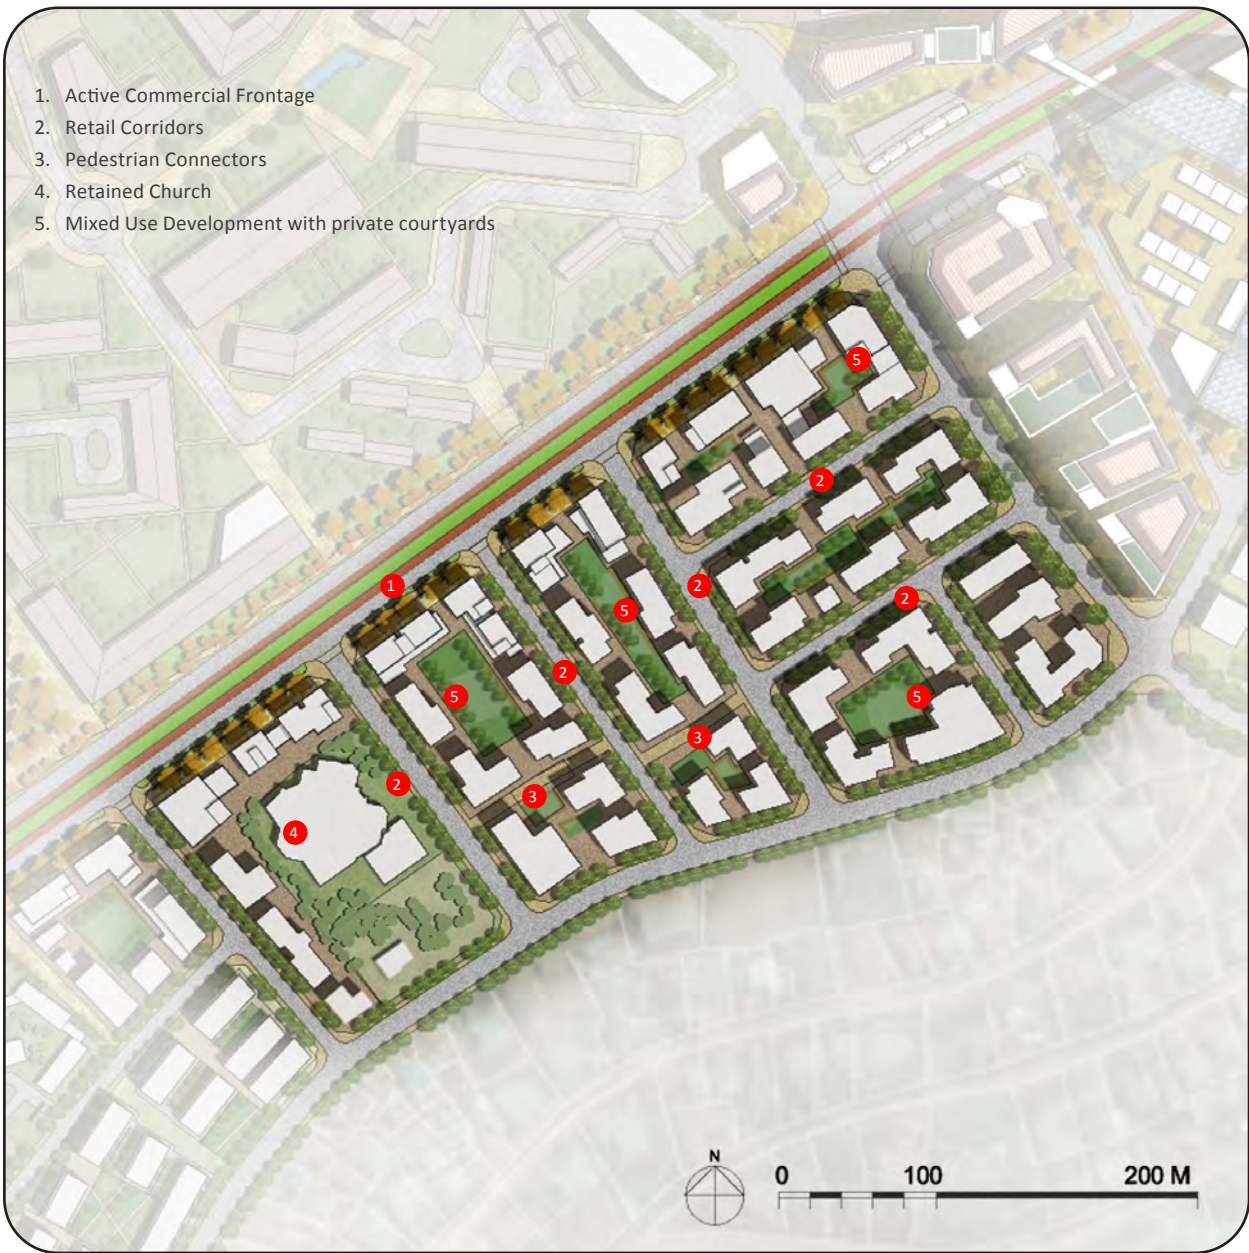 1. Active Commercial Frontage
2. Retail Corridors
3. Pedestrian Connectors
4. Retained Church
5. Mixed Use Development with private courtyards
5
2
2
1
2
5
2
5
5
3
2
3
4
N
0 100 200 M